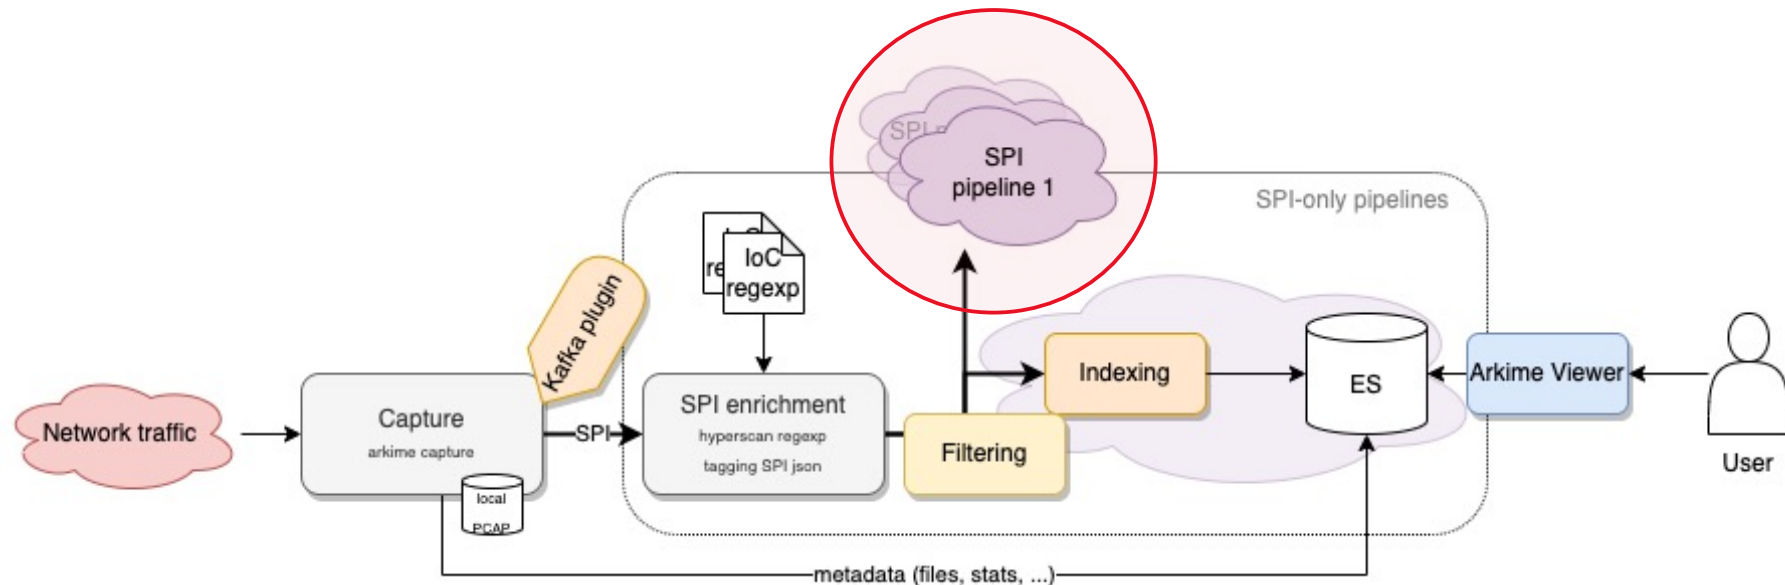 SPI
pipeline 1
SPI-only pipelines
IoC
regexp
Kafka plugin
Network traffic
Capture
arkime capture
local
PCAP
SPI
SPI enrichment
hyperscan regexp
tagging SPI json
Filtering
Indexing
ES
Arkime Viewer
User
metadata (files, stats, ...)